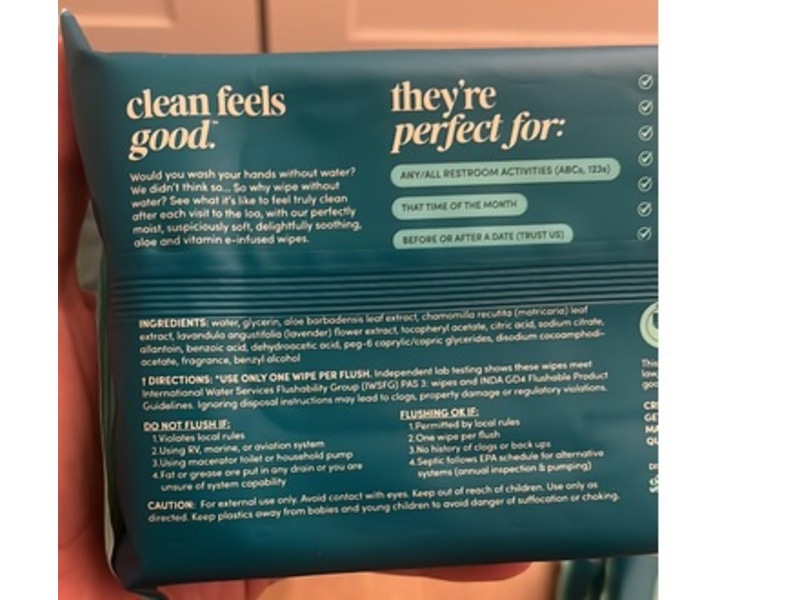 clean feels
good.™
Would you wash your hands without water?
We didn't think so... So why wipe without
water? See what it's like to feel truly clean
after each visit to the loo, with our perfectly
moist, suspiciously soft, delightfully soothing,
aloe and vitamin e-infused wipes.
they're
perfect for:
ANY/ALL RESTROOM ACTIVITIES (ABCs, 123s)
THAT TIME OF THE MONTH
BEFORE OR AFTER A DATE (TRUST US)
INGREDIENTS: water, glycerin, aloe barbadensis leaf extract, chamomilla recutita (matricaria) leaf
extract, lavandula angustifolia (lavender) flower extract, tocopheryl acetate, citric acid, sodium citrate,
allantoin, benzoic acid, dehydroacetic acid, peg-6 caprylic/capric glycerides, disodium cocoamphodi-
acetate, fragrance, benzyl alcohol
† DIRECTIONS: *USE ONLY ONE WIPE PER FLUSH. Independent lab testing shows these wipes meet
International Water Services Flushability Group (IWSFG) PAS 3: wipes and INDA GD4 Flushable Product
Guidelines. Ignoring disposal instructions may lead to clogs, property damage or regulatory violations.
DO NOT FLUSH IF:
1.Violates local rules
2.Using RV, marine, or aviation system
3.Using macerator toilet or household pump
4.Fat or grease are put in any drain or you are
unsure of system capability
FLUSHING OK IF:
1.Permitted by local rules
2.One wipe per flush
3.No history of clogs or back ups
4.Septic follows EPA schedule for alternative
systems (annual inspection & pumping)
CAUTION: For external use only. Avoid contact with eyes. Keep out of reach of children. Use only as
directed. Keep plastics away from babies and young children to avoid danger of suffocation or choking.